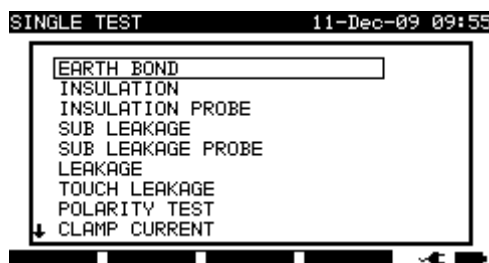 SINGLE TEST 11-Dec-09 09:55
EARTH BOND
INSULATION
INSULATION PROBE
SUB LEAKAGE
SUB LEAKAGE PROBE
LEAKAGE
TOUCH LEAKAGE
POLARITY TEST
CLAMP CURRENT